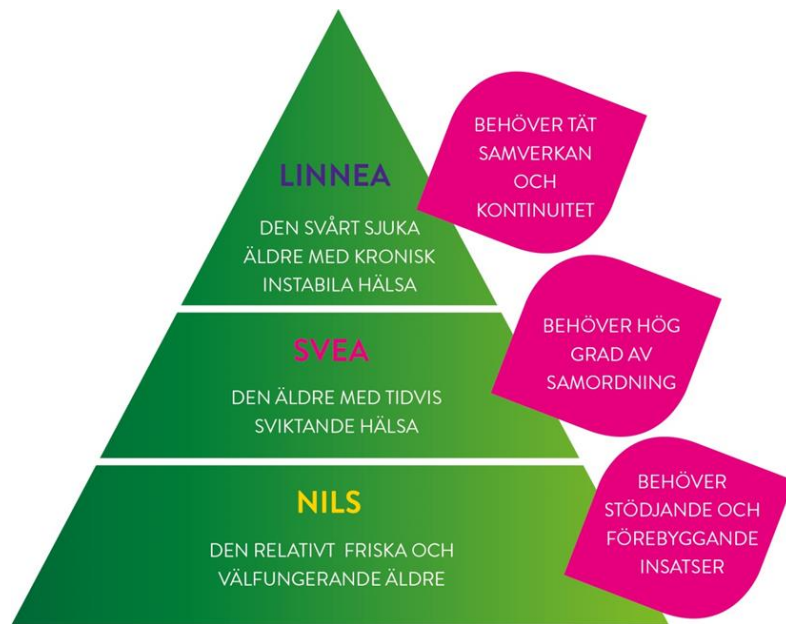 LINNEA
DEN SVÅRT SJUKA
ÄLDRE MED KRONISK
INSTABILA HÄLSA
BEHÖVER TÄT
SAMVERKAN
OCH
KONTINUITET
SVEA
DEN ÄLDRE MED TIDVIS
SVIKTANDE HÄLSA
BEHÖVER HÖG
GRAD AV
SAMORDNING
NILS
DEN RELATIVT FRISKA OCH
VÄLFUNGERANDE ÄLDRE
BEHÖVER
STÖDJANDE OCH
FÖREBYGGANDE
INSATSER